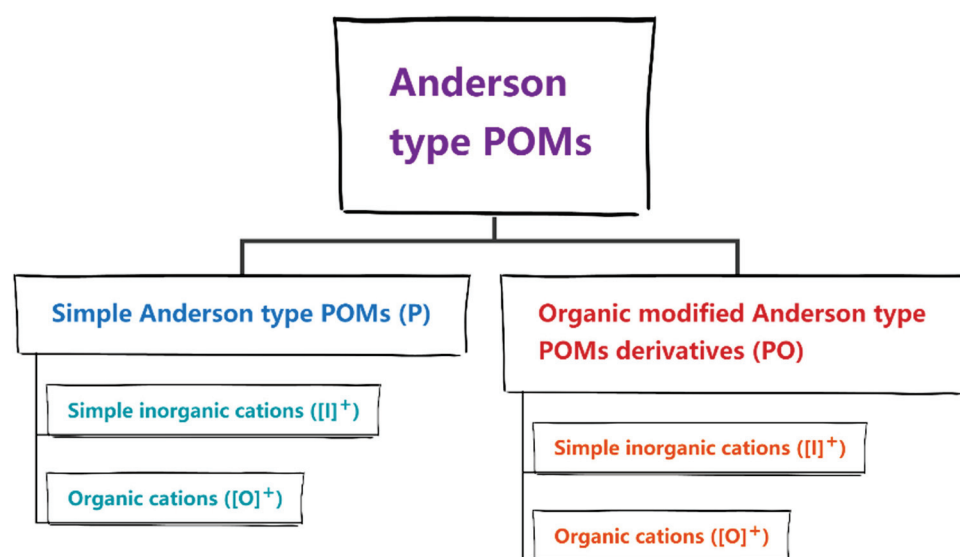 Anderson
type POMs
Simple Anderson type POMs (P)
Simple inorganic cations ([I]⁺)
Organic cations ([O]⁺)
Organic modified Anderson type
POMs derivatives (PO)
Simple inorganic cations ([I]⁺)
Organic cations ([O]⁺)